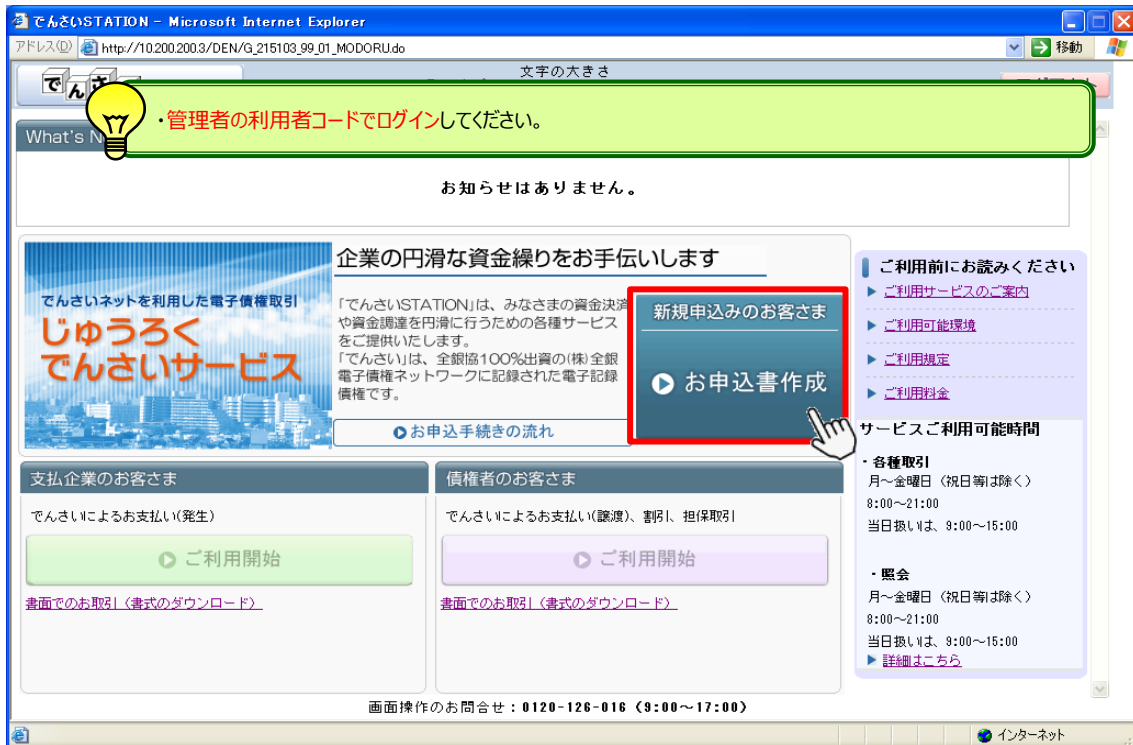 でんさいSTATION - Microsoft Internet Explorer
アドレス(D) http://10.200.200.3/DEN/G_215103_99_01_MODORU.do
移動
文字の大きさ
でんさ
・管理者の利用者コードでログインしてください。
What's N
お知らせはありません。
でんさいネットを利用した電子債権取引
じゅうろく
でんさいサービス
企業の円滑な資金繰りをお手伝いします
「でんさいSTATION」は、みなさまの資金決済
や資金調達を円滑に行うための各種サービス
をご提供いたします。
「でんさい」は、全銀協100%出資の(株)全銀
電子債権ネットワークに記録された電子記録
債権です。
お申込手続きの流れ
新規申込みのお客さま
お申込書作成
ご利用前にお読みください
ご利用サービスのご案内
ご利用可能環境
ご利用規定
ご利用料金
サービスご利用可能時間
・各種取引
月～金曜日（祝日等は除く）
8:00～21:00
当日扱いは、9:00～15:00
・照会
月～金曜日（祝日等は除く）
8:00～21:00
当日扱いは、9:00～15:00
詳細はこちら
支払企業のお客さま
でんさいによるお支払い(発生)
ご利用開始
書面でのお取引（書式のダウンロード）
債権者のお客さま
でんさいによるお支払い(譲渡)、割引、担保取引
ご利用開始
書面でのお取引（書式のダウンロード）
画面操作のお問合せ：0120-126-016（9:00～17:00）
インターネット